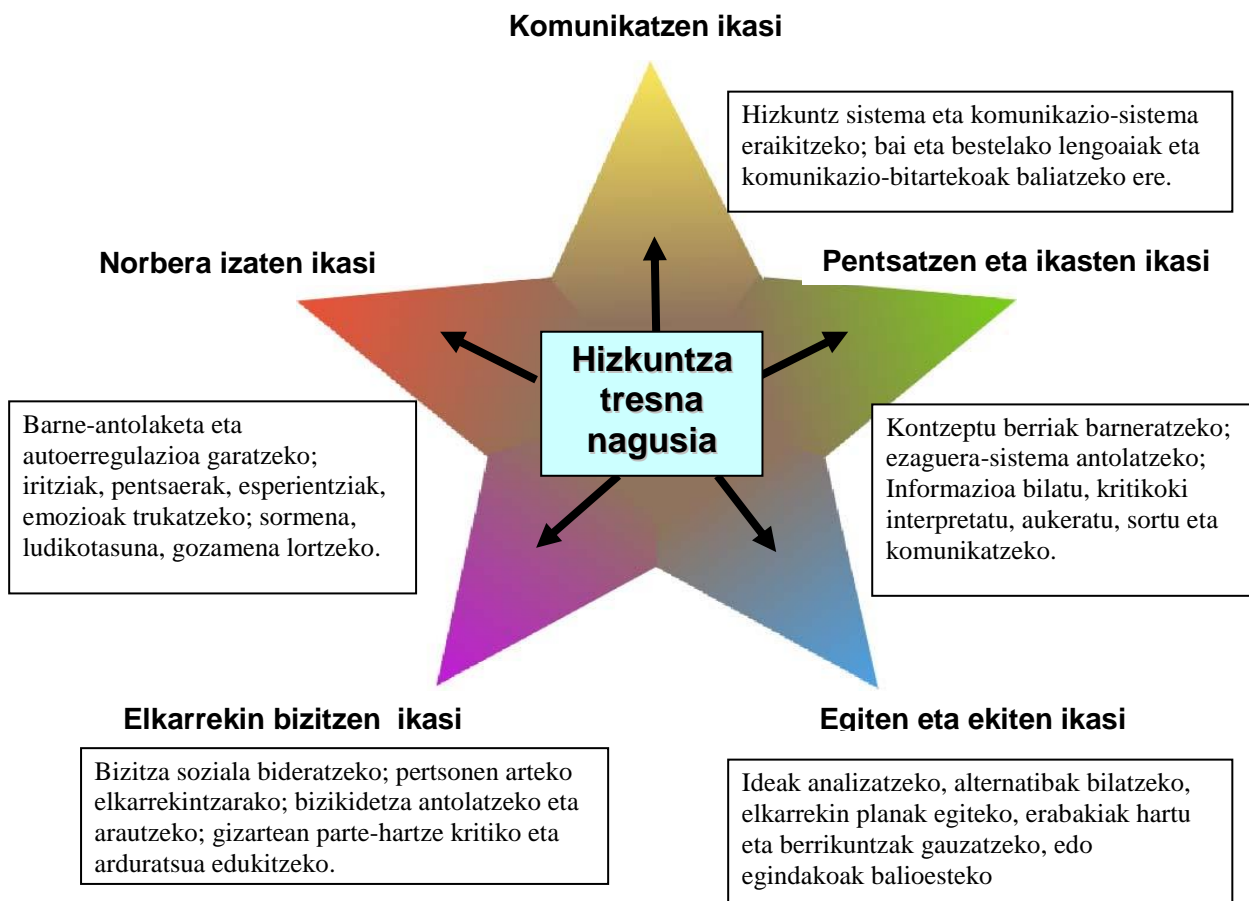 Komunikatzen ikasi
Hizkuntz sistema eta komunikazio-sistema
eraikitzeko; bai eta bestelako lengoaiak eta
komunikazio-bitartekoak baliatzeko ere.
Norbera izaten ikasi
Pentsatzen eta ikasten ikasi
Hizkuntza
tresna
nagusia
Barne-antolaketa eta
autoerregulazioa garatzeko;
iritziak, pentsaerak, esperientziak,
emozioak trukatzeko; sormena,
ludikotasuna, gozamena lortzeko.
Kontzeptu berriak barneratzeko;
ezaguera-sistema antolatzeko;
Informazioa bilatu, kritikoki
interpretatu, aukeratu, sortu eta
komunikatzeko.
Elkarrekin bizitzen ikasi
Egiten eta ekiten ikasi
Bizitza soziala bideratzeko; pertsonen arteko
elkarrekintzarako; bizikidetza antolatzeko eta
arautzeko; gizartean parte-hartze kritiko eta
arduratsua edukitzeko.
Ideak analizatzeko, alternatibak bilatzeko,
elkarrekin planak egiteko, erabakiak hartu
eta berrikuntzak gauzatzeko, edo
egindakoak balioesteko